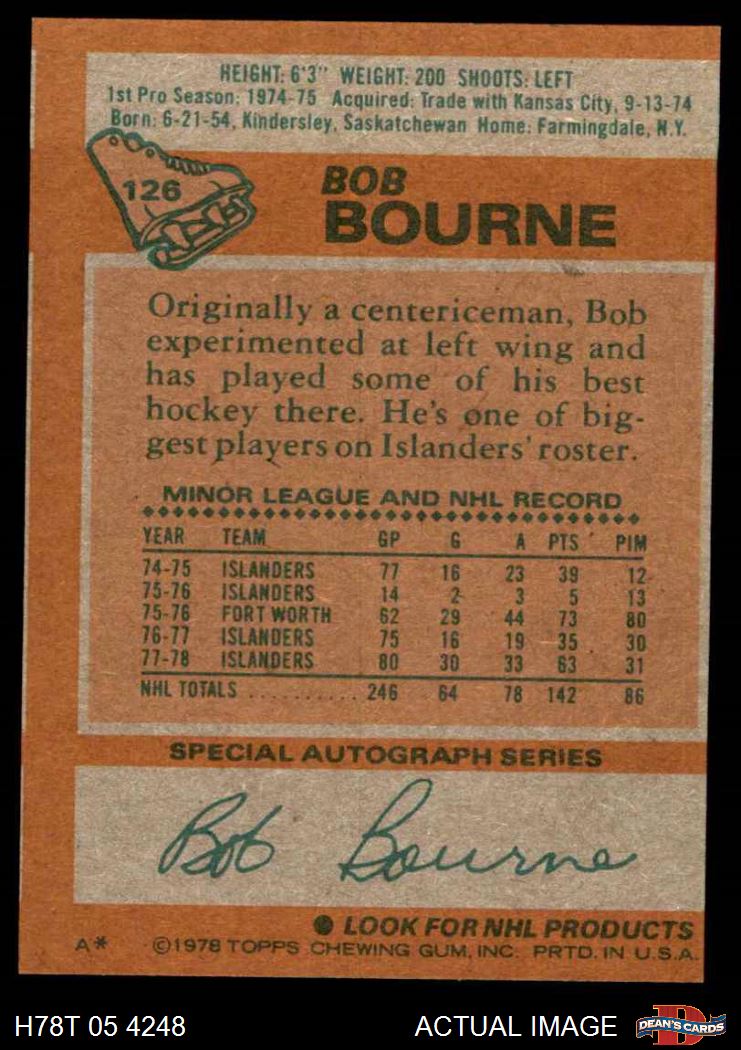 HEIGHT: 6'3" WEIGHT: 200 SHOOTS: LEFT
1st Pro Season: 1974-75 Acquired: Trade with Kansas City, 9-13-74
Born: 6-21-54, Kindersley, Saskatchewan Home: Farmingdale, N.Y.
126
BOB
BOURNE
Originally a centericeman, Bob
experimented at left wing and
has played some of his best
hockey there. He's one of big-
gest players on Islanders' roster.
MINOR LEAGUE AND NHL RECORD
YEAR TEAM GP G A PTS PIM
74-75 ISLANDERS 77 16 23 39 12
75-76 ISLANDERS 14 2 3 5 13
75-76 FORT WORTH 62 29 44 73 80
76-77 ISLANDERS 75 16 19 35 30
77-78 ISLANDERS 80 30 33 63 31
NHL TOTALS .......... 246 64 78 142 86
SPECIAL AUTOGRAPH SERIES
Bob Bourne
● LOOK FOR NHL PRODUCTS
A* ©1978 TOPPS CHEWING GUM, INC. PRTD. IN U.S.A.
H78T 05 4248 ACTUAL IMAGE D DEAN'S CARDS